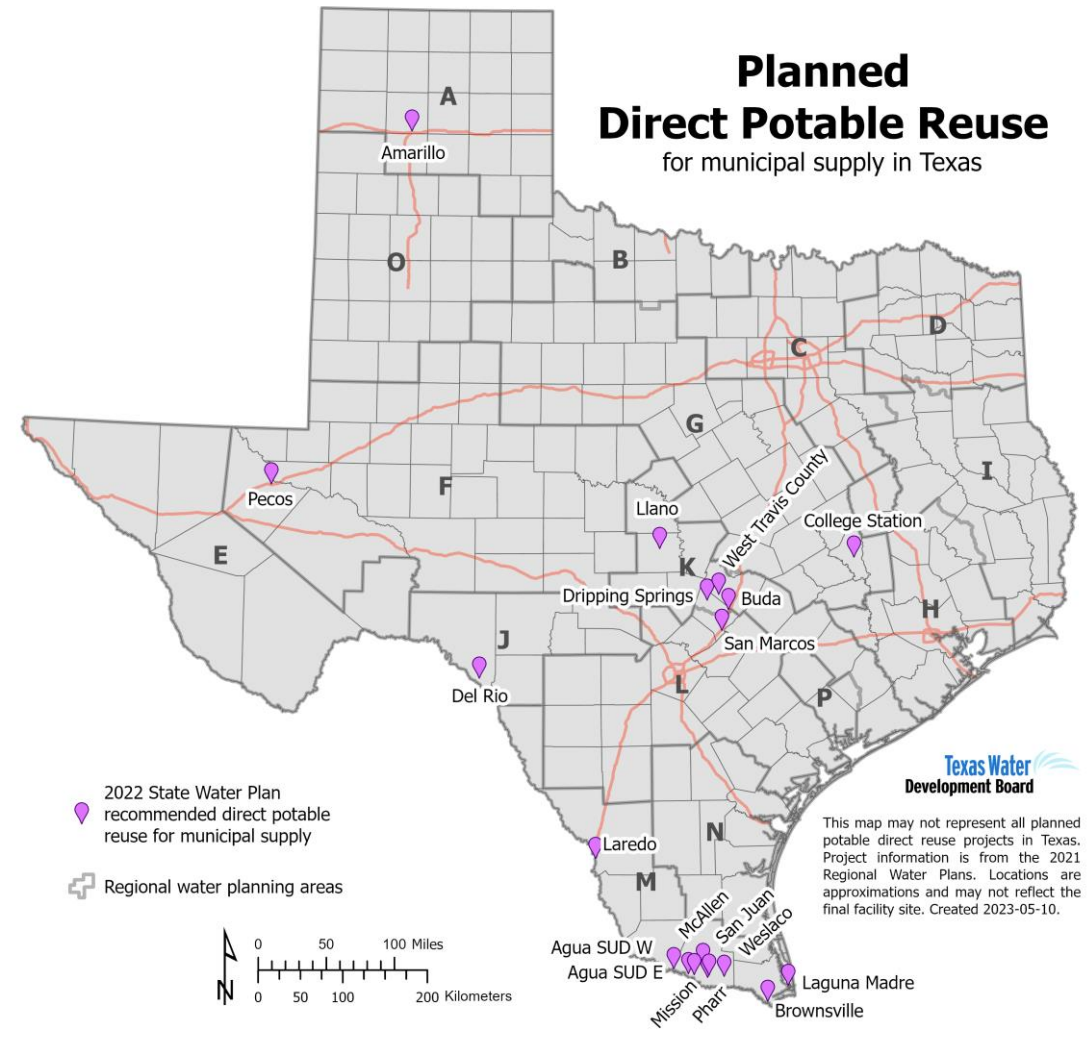 Planned
Direct Potable Reuse
for municipal supply in Texas
A
Amarillo
O
B
D
C
G
I
Pecos
F
Llano
West Travis County
College Station
E
K
Dripping Springs
Buda
H
San Marcos
J
Del Rio
L
P
2022 State Water Plan
recommended direct potable
reuse for municipal supply
Regional water planning areas
Texas Water
Development Board
This map may not represent all planned
potable direct reuse projects in Texas.
Project information is from the 2021
Regional Water Plans. Locations are
approximations and may not reflect the
final facility site. Created 2023-05-10.
N
Laredo
M
McAllen
San Juan
Weslaco
Agua SUD W
Agua SUD E
Mission
Pharr
Laguna Madre
Brownsville
0 50 100 Miles
0 50 100 200 Kilometers
N